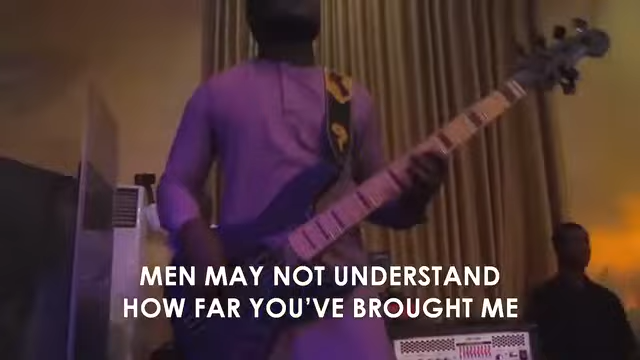 MEN MAY NOT UNDERSTAND
HOW FAR YOU'VE BROUGHT ME